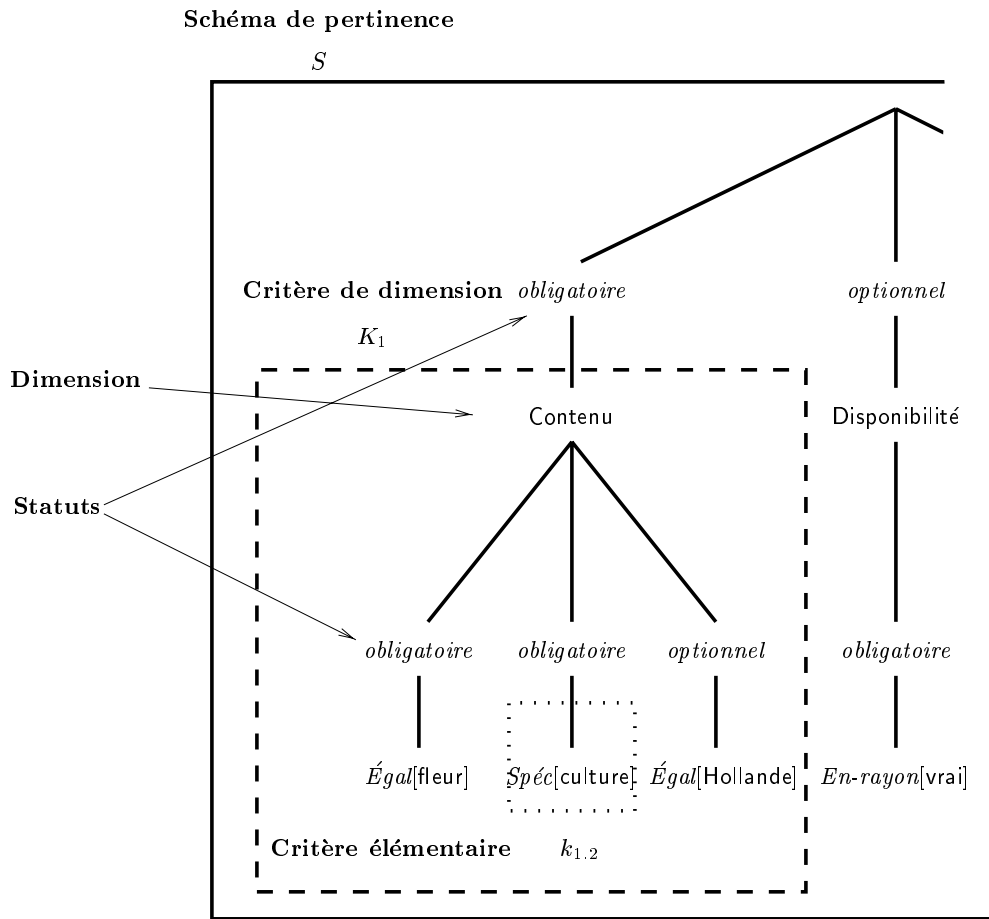 Schéma de pertinence
S
Critère de dimension obligatoire optionnel
K1
Dimension
Contenu Disponibilité
Statuts
obligatoire obligatoire optionnel obligatoire
Égal[fleur] Spéc[culture] Égal[Hollande] En-rayon[vrai]
Critère élémentaire k1.2